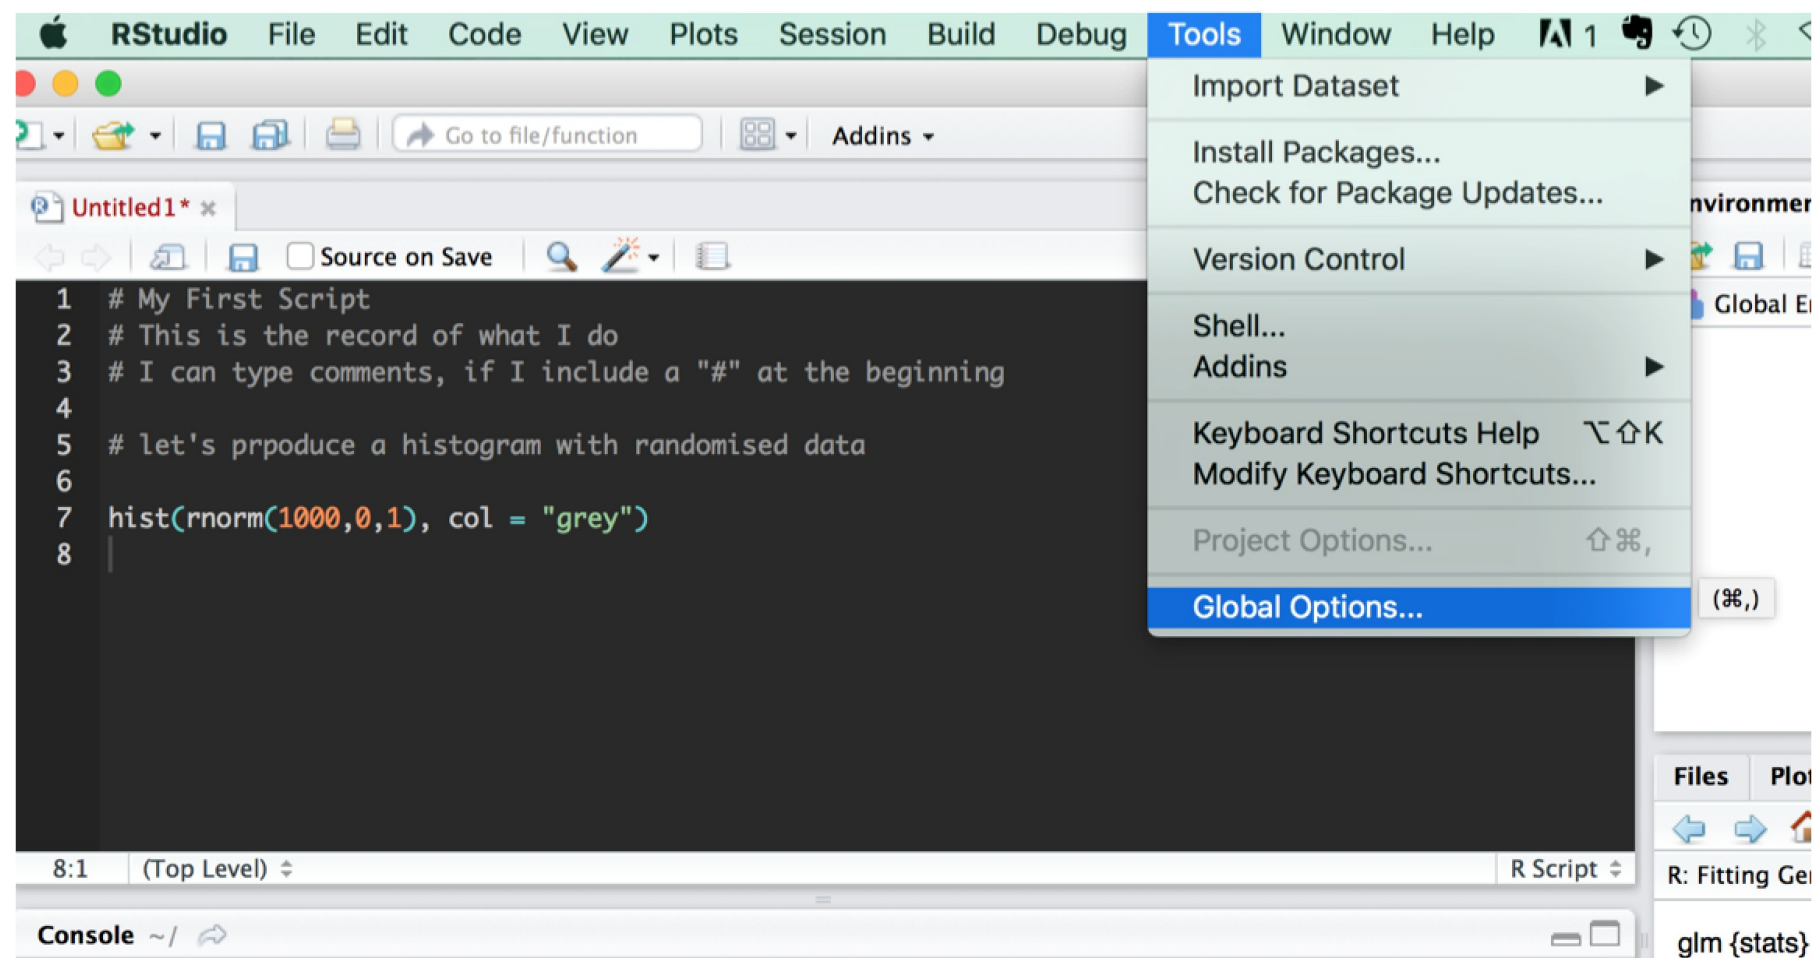 RStudio File Edit Code View Plots Session Build Debug Tools Window Help 1
Import Dataset
Install Packages...
Check for Package Updates...
Version Control
Shell...
Addins
Keyboard Shortcuts Help ⌥⇧K
Modify Keyboard Shortcuts...
Project Options... ⇧⌘,
Global Options...
(⌘,)
Go to file/function Addins
Untitled1*
Source on Save
1 # My First Script
2 # This is the record of what I do
3 # I can type comments, if I include a "#" at the beginning
4
5 # let's prpoduce a histogram with randomised data
6
7 hist(rnorm(1000,0,1), col = "grey")
8
8:1 (Top Level) R Script
Console ~/
nvironmen
Global E
Files Plo
R: Fitting Ge
glm {stats}